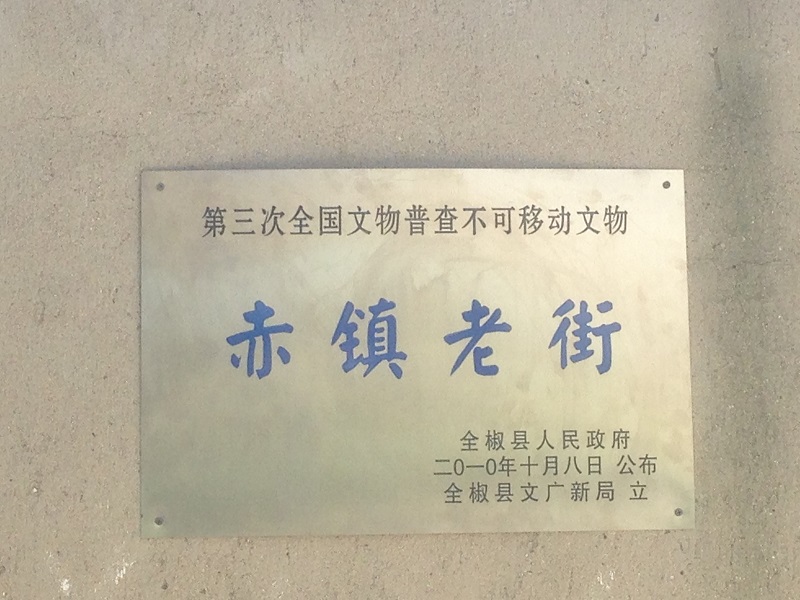 第三次全国文物普查不可移动文物
赤镇老街
全椒县人民政府
二0一0年十月八日 公布
全椒县文广新局 立